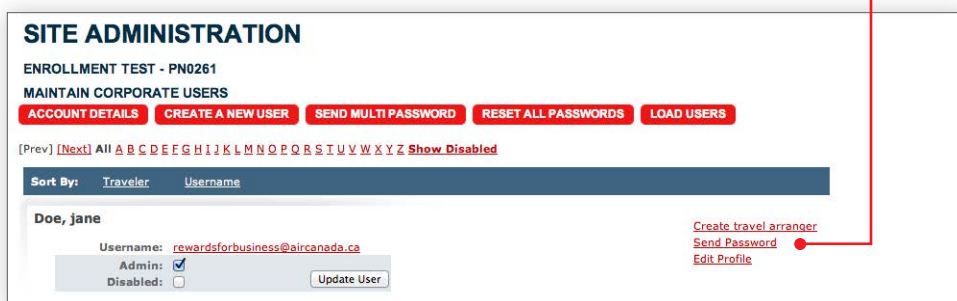 SITE ADMINISTRATION
ENROLLMENT TEST - PN0261
MAINTAIN CORPORATE USERS
ACCOUNT DETAILS CREATE A NEW USER SEND MULTI PASSWORD RESET ALL PASSWORDS LOAD USERS
[Prev] [Next] All A B C D E F G H I J K L M N O P Q R S T U V W X Y Z Show Disabled
Sort By: Traveler Username
Doe, jane
Username: rewardsforbusiness@aircanada.ca
Admin:
Disabled:
Update User
Create travel arranger
Send Password
Edit Profile